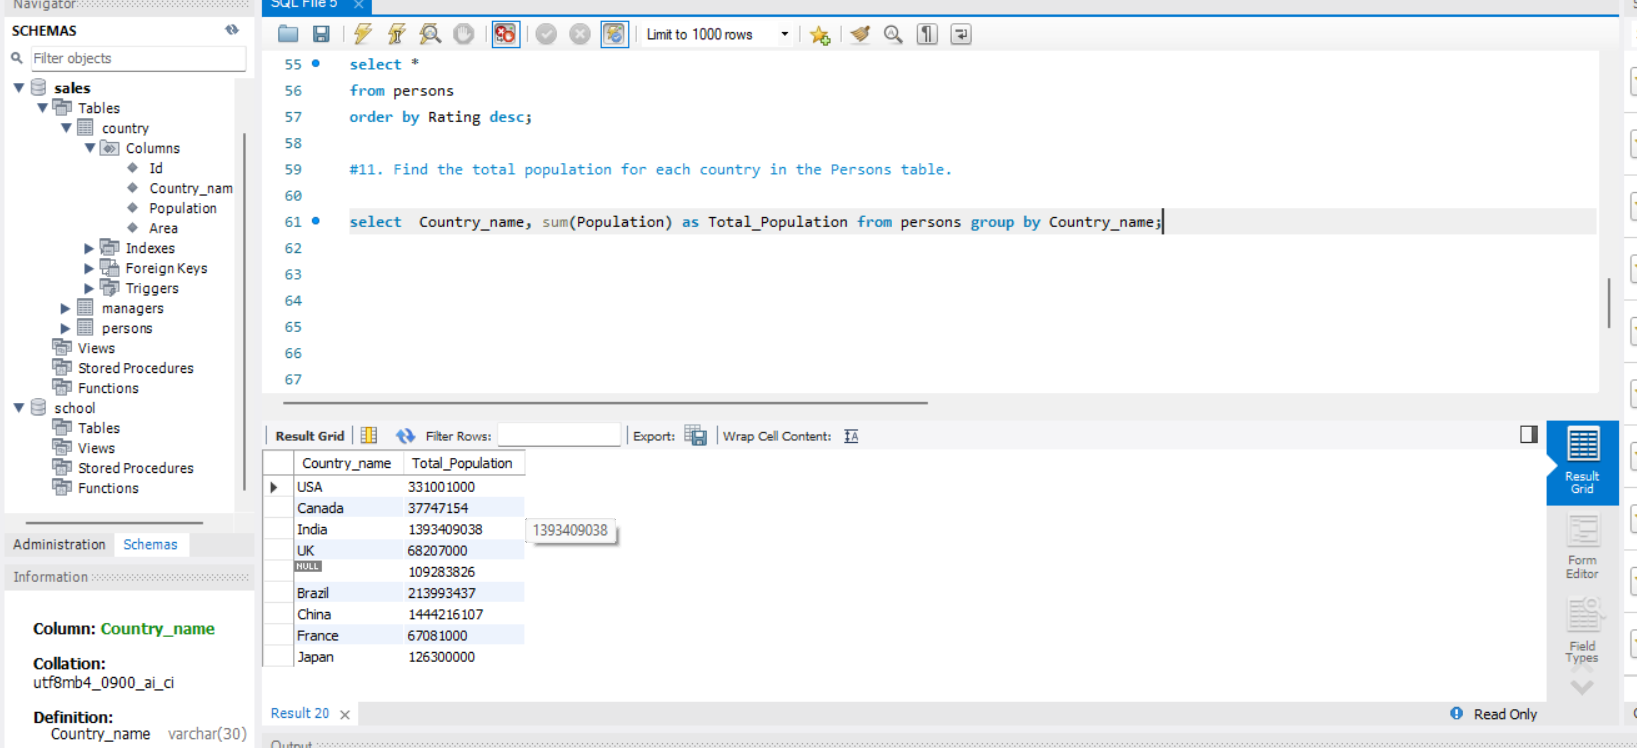 Navigator
SQL File 5
SCHEMAS
Limit to 1000 rows
Filter objects
sales
Tables
country
Columns
Id
Country_nam
Population
Area
Indexes
Foreign Keys
Triggers
managers
persons
Views
Stored Procedures
Functions
school
Tables
Views
Stored Procedures
Functions
Administration Schemas
Information
Column: Country_name
Collation:
utf8mb4_0900_ai_ci
Definition:
Country_name varchar(30)
55 select *
56 from persons
57 order by Rating desc;
58
59 #11. Find the total population for each country in the Persons table.
60
61 select Country_name, sum(Population) as Total_Population from persons group by Country_name;
62
63
64
65
66
67
Result Grid Filter Rows: Export: Wrap Cell Content:
Country_name Total_Population
USA 331001000
Canada 37747154
India 1393409038 1393409038
UK 68207000
NULL 109283826
Brazil 213993437
China 1444216107
France 67081000
Japan 126300000
Result
Grid
Form
Editor
Field
Types
Result 20
Read Only
Output